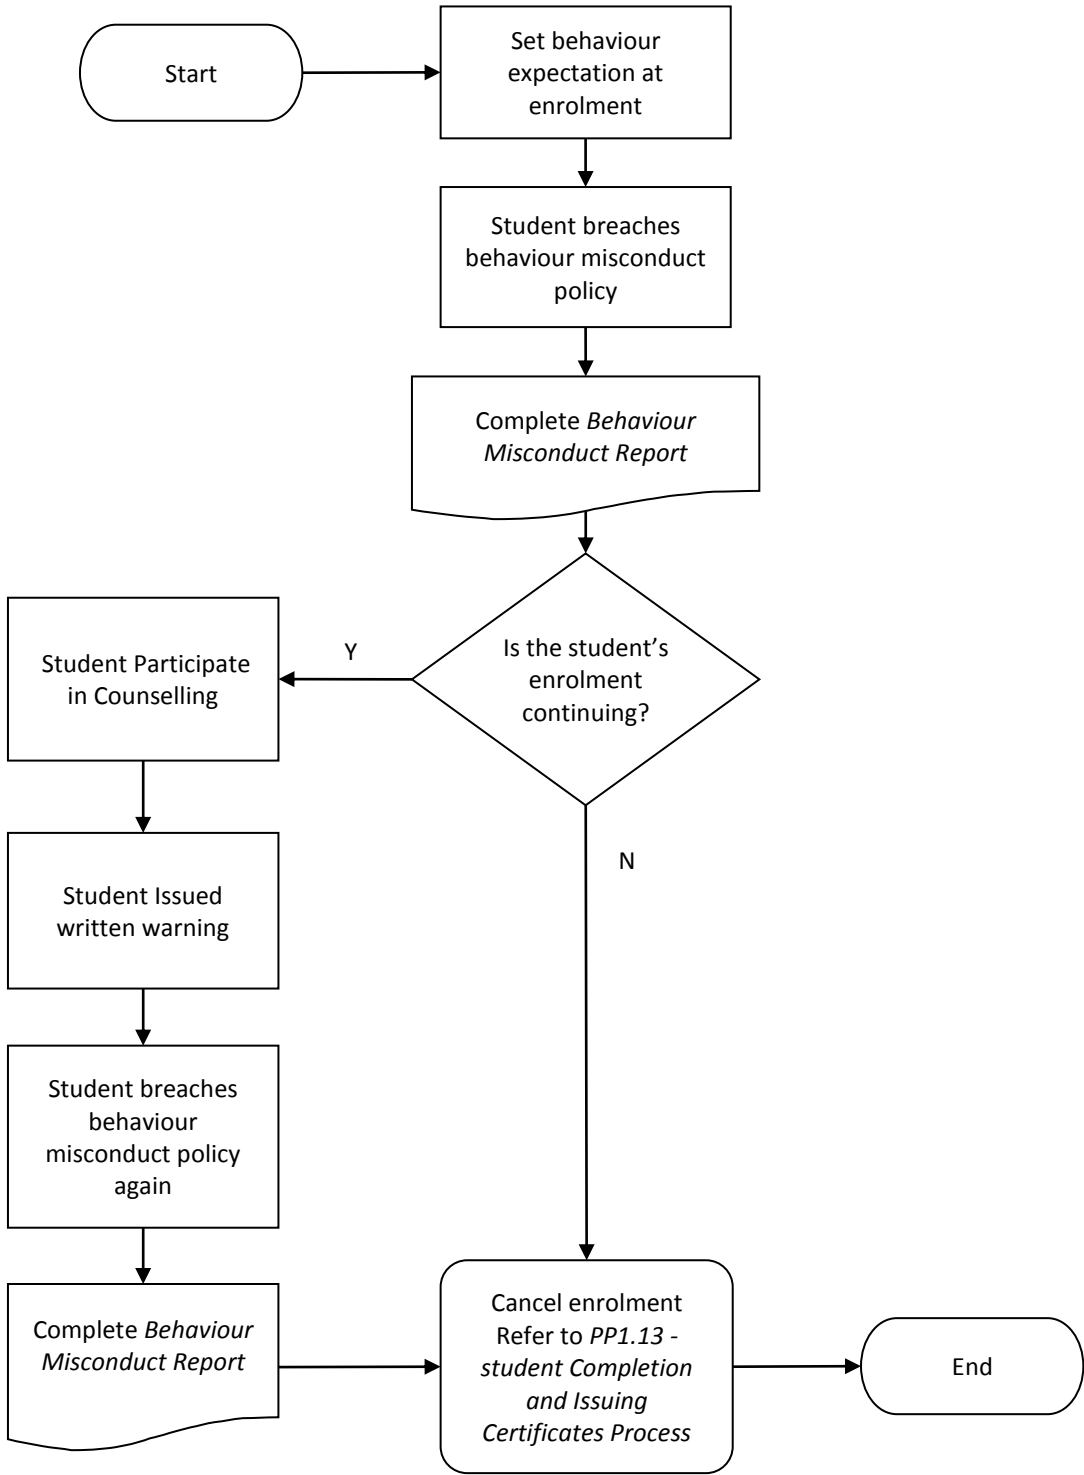 Start
Set behaviour
expectation at
enrolment
Student breaches
behaviour misconduct
policy
Complete Behaviour
Misconduct Report
Is the student’s
enrolment
continuing?
Y
N
Student Participate
in Counselling
Student Issued
written warning
Student breaches
behaviour
misconduct policy
again
Complete Behaviour
Misconduct Report
Cancel enrolment
Refer to PP1.13 -
student Completion
and Issuing
Certificates Process
End